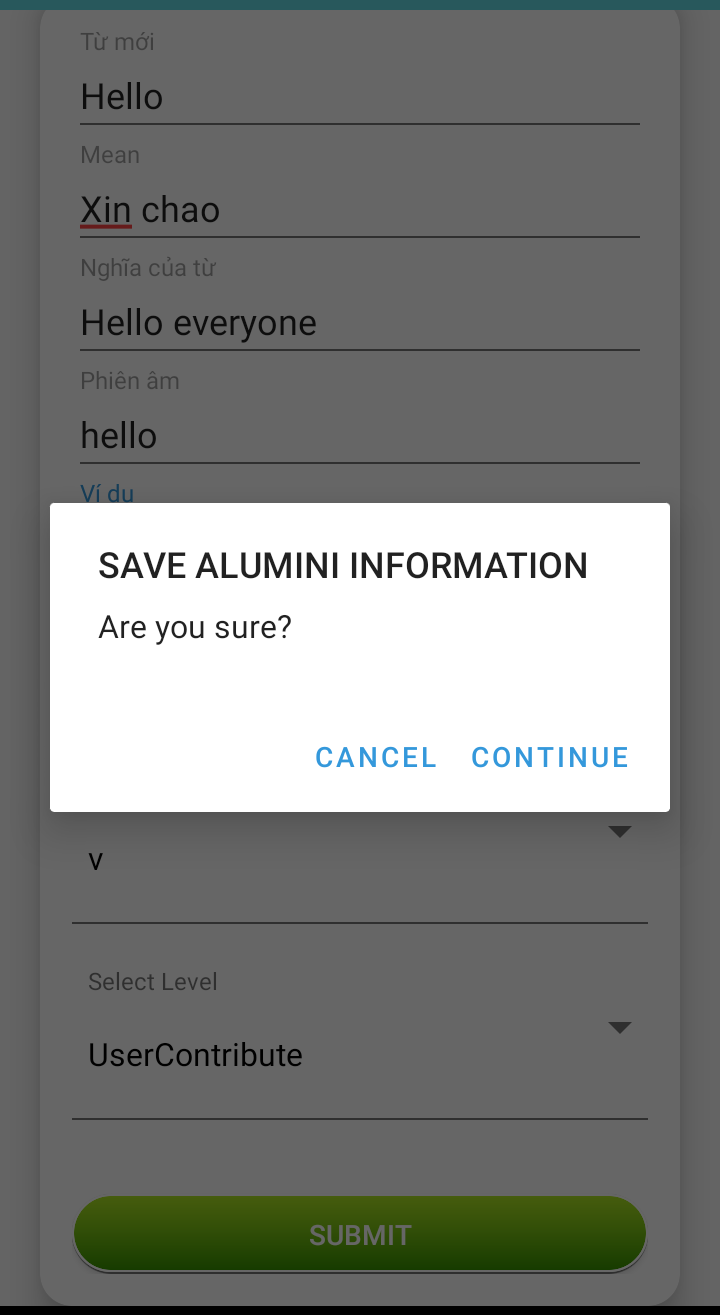 Từ mới
Hello
Mean
Xin chao
Nghĩa của từ
Hello everyone
Phiên âm
hello
Ví dụ
SAVE ALUMINI INFORMATION
Are you sure?
CANCEL CONTINUE
v
Select Level
UserContribute
SUBMIT